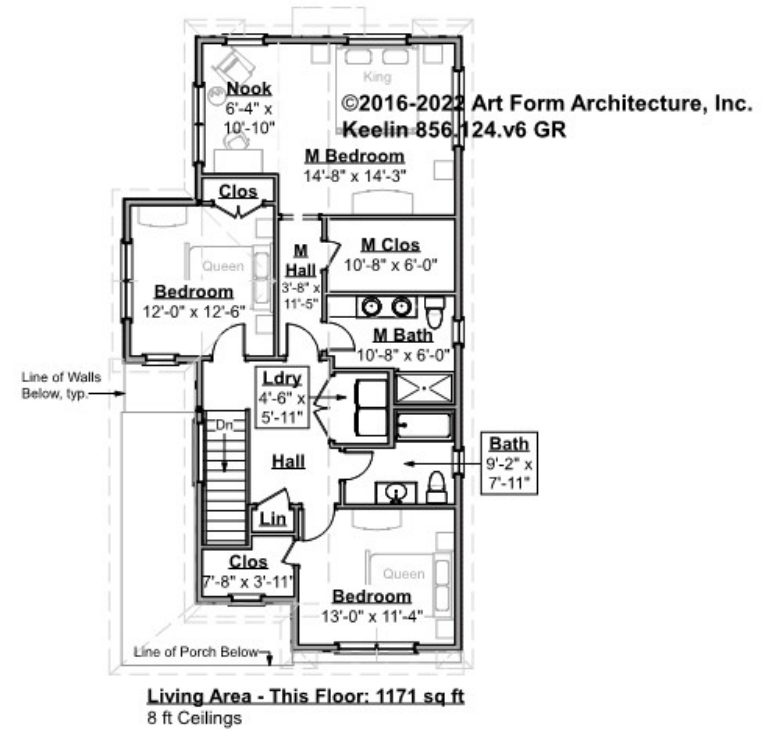 King
©2016-2022 Art Form Architecture, Inc.
Keelin 856.124.v6 GR
Nook
6'-4" x
10'-10"
M Bedroom
14'-8" x 14'-3"
Clos
M Clos
10'-8" x 6'-0"
M
Hall
3'-8" x
11'-5"
Queen
Bedroom
12'-0" x 12'-6"
M Bath
10'-8" x 6'-0"
Line of Walls
Below, typ.
Ldry
4'-6" x
5'-11"
Dn
Hall
Bath
9'-2" x
7'-11"
Lin
Clos
7'-8" x 3'-11"
Queen
Bedroom
13'-0" x 11'-4"
Line of Porch Below
Living Area - This Floor: 1171 sq ft
8 ft Ceilings